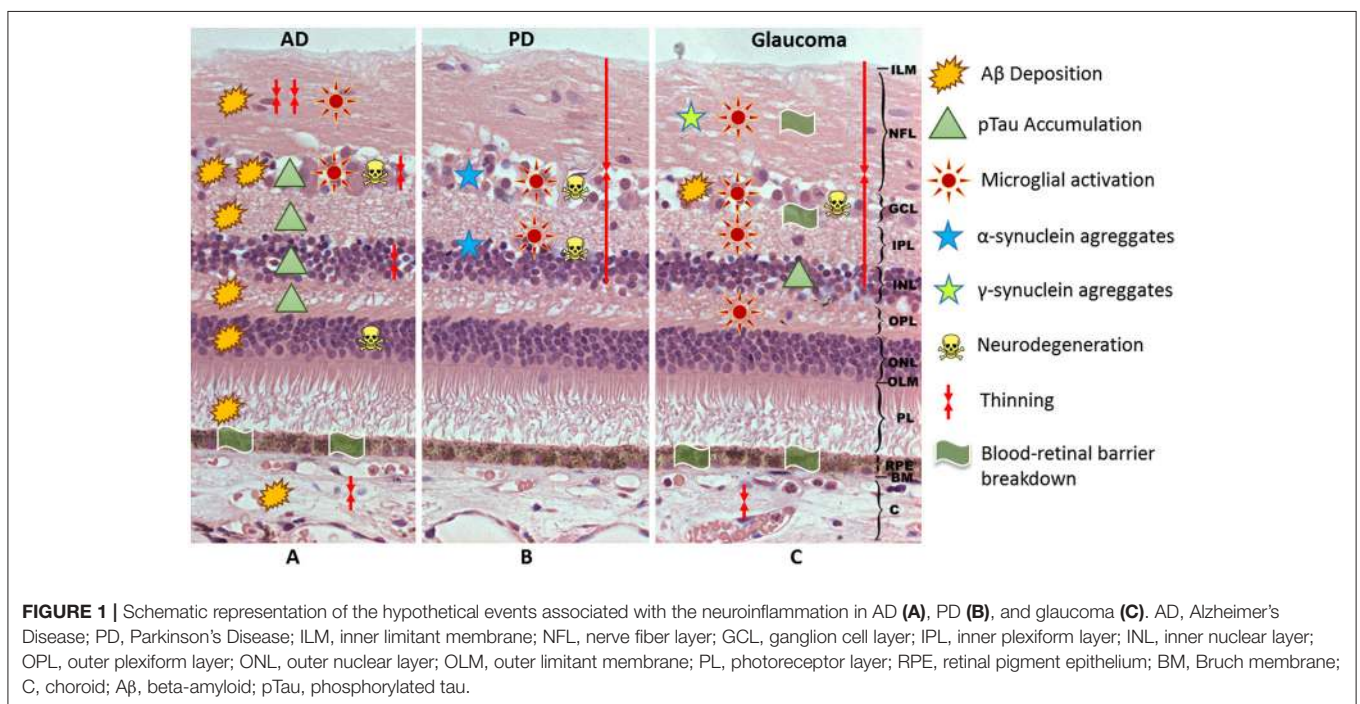 AD
PD
Glaucoma
ILM
NFL
GCL
IPL
INL
OPL
ONL
OLM
PL
RPE
BM
C
A
B
C
Aβ Deposition
pTau Accumulation
Microglial activation
α-synuclein agreggates
γ-synuclein agreggates
Neurodegeneration
Thinning
Blood-retinal barrier
breakdown
FIGURE 1 | Schematic representation of the hypothetical events associated with the neuroinflammation in AD (A), PD (B), and glaucoma (C). AD, Alzheimer's
Disease; PD, Parkinson's Disease; ILM, inner limitant membrane; NFL, nerve fiber layer; GCL, ganglion cell layer; IPL, inner plexiform layer; INL, inner nuclear layer;
OPL, outer plexiform layer; ONL, outer nuclear layer; OLM, outer limitant membrane; PL, photoreceptor layer; RPE, retinal pigment epithelium; BM, Bruch membrane;
C, choroid; Aβ, beta-amyloid; pTau, phosphorylated tau.